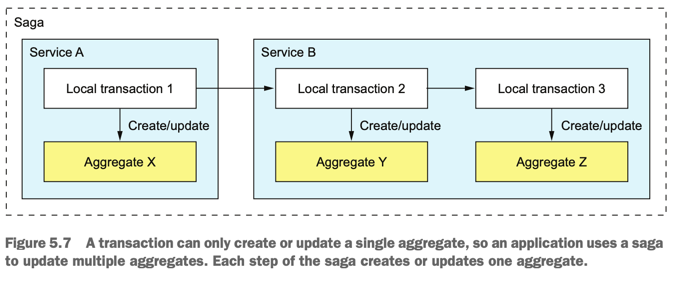 Saga
Service A
Service B
Local transaction 1
Local transaction 2
Local transaction 3
Create/update
Create/update
Create/update
Aggregate X
Aggregate Y
Aggregate Z
Figure 5.7 A transaction can only create or update a single aggregate, so an application uses a saga
to update multiple aggregates. Each step of the saga creates or updates one aggregate.